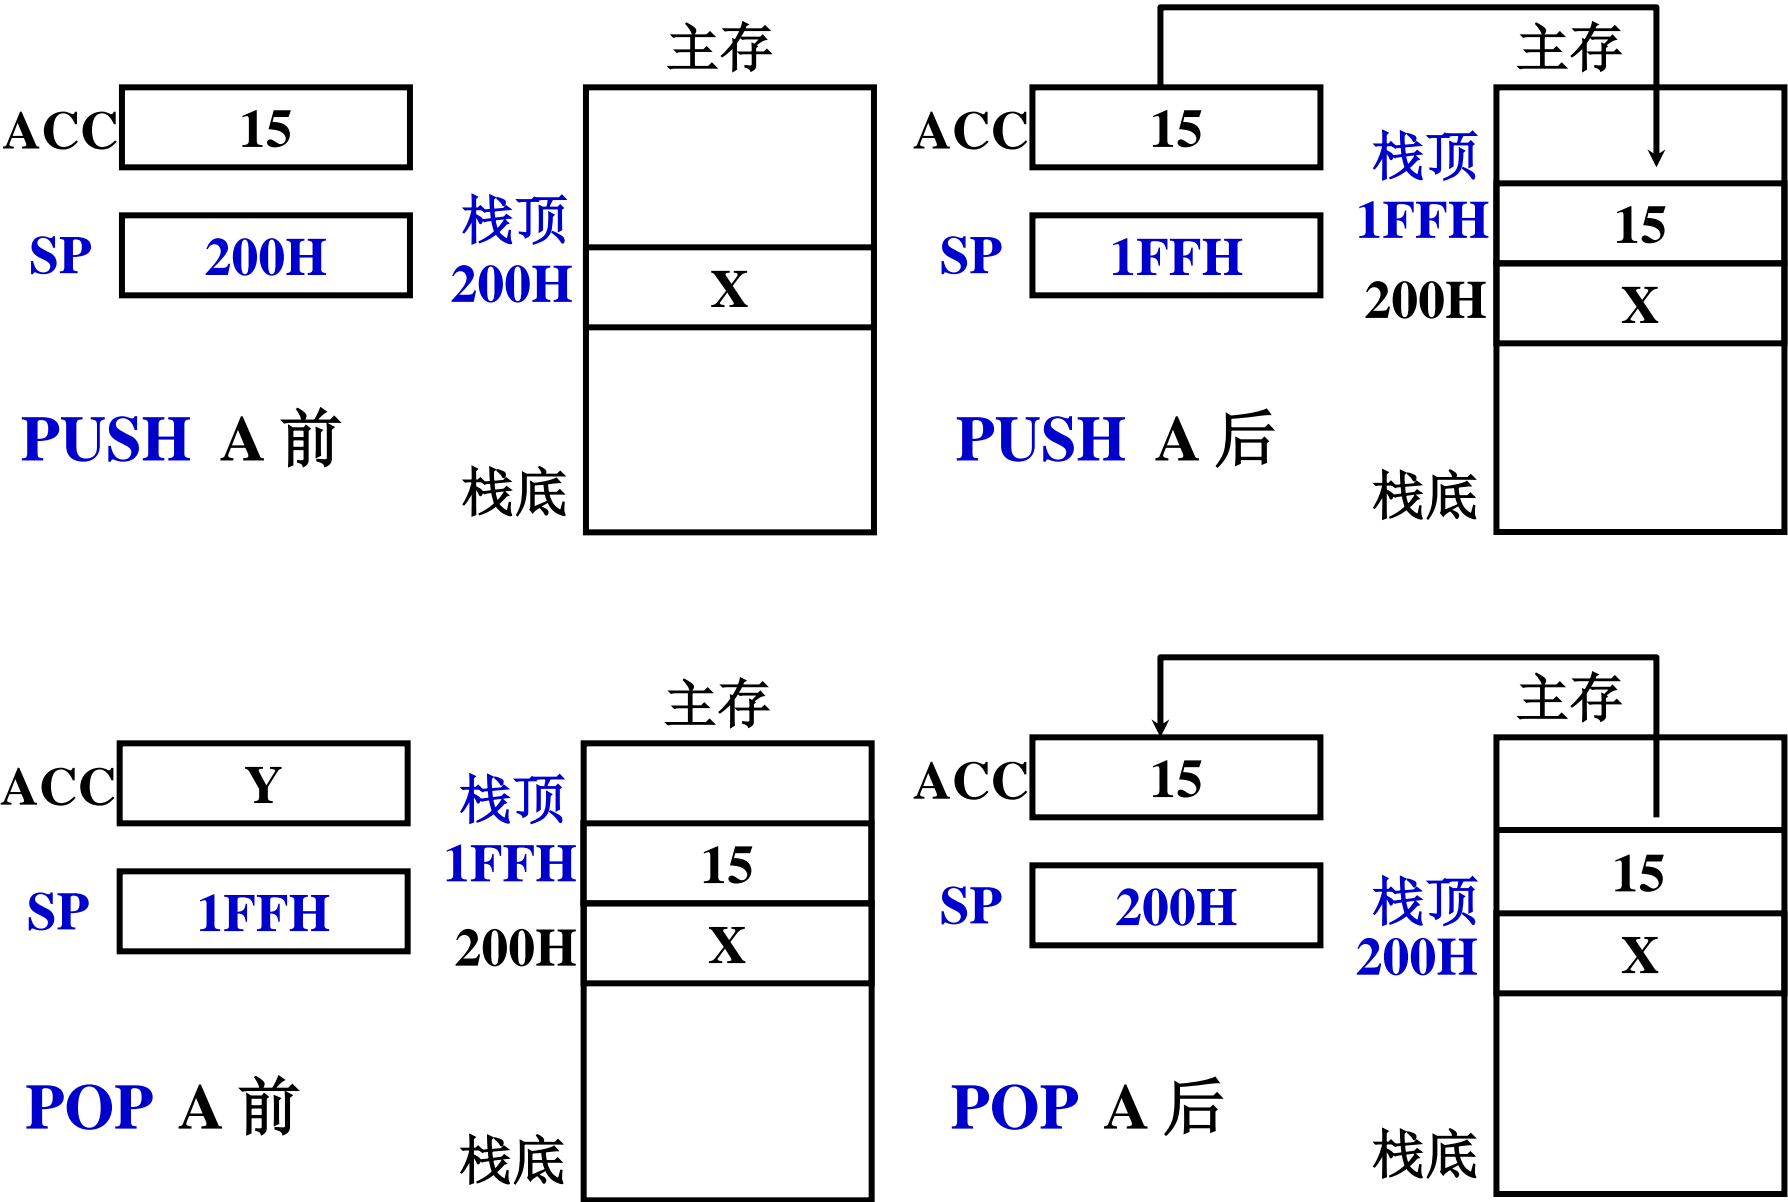 主存
ACC 15
栈顶
SP 200H
200H X
PUSH A 前
栈底
主存
ACC 15
栈顶
1FFH 15
SP 1FFH
200H X
PUSH A 后
栈底
主存
ACC Y
栈顶
1FFH 15
SP 1FFH
200H X
POP A 前
栈底
主存
ACC 15
15
SP 200H
栈顶
200H X
POP A 后
栈底